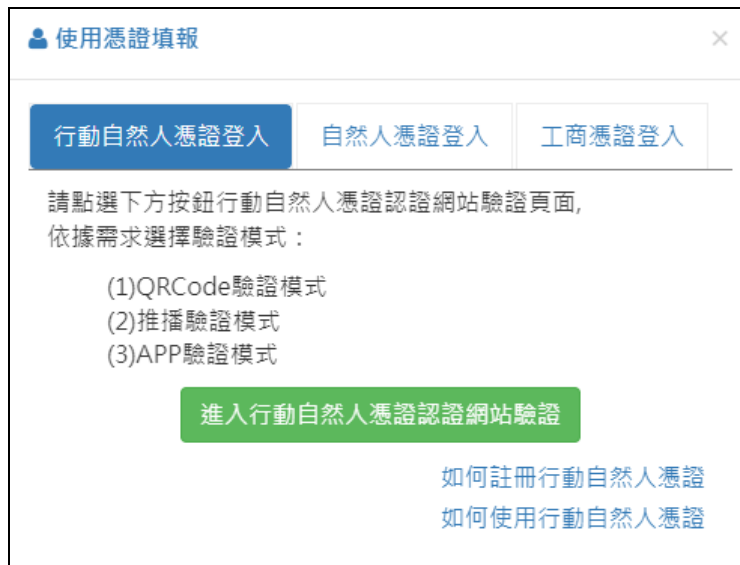 使用憑證填報
×
行動自然人憑證登入 自然人憑證登入 工商憑證登入
請點選下方按鈕行動自然人憑證認證網站驗證頁面,
依據需求選擇驗證模式：
(1)QRCode驗證模式
(2)推播驗證模式
(3)APP驗證模式
進入行動自然人憑證認證網站驗證
如何註冊行動自然人憑證
如何使用行動自然人憑證